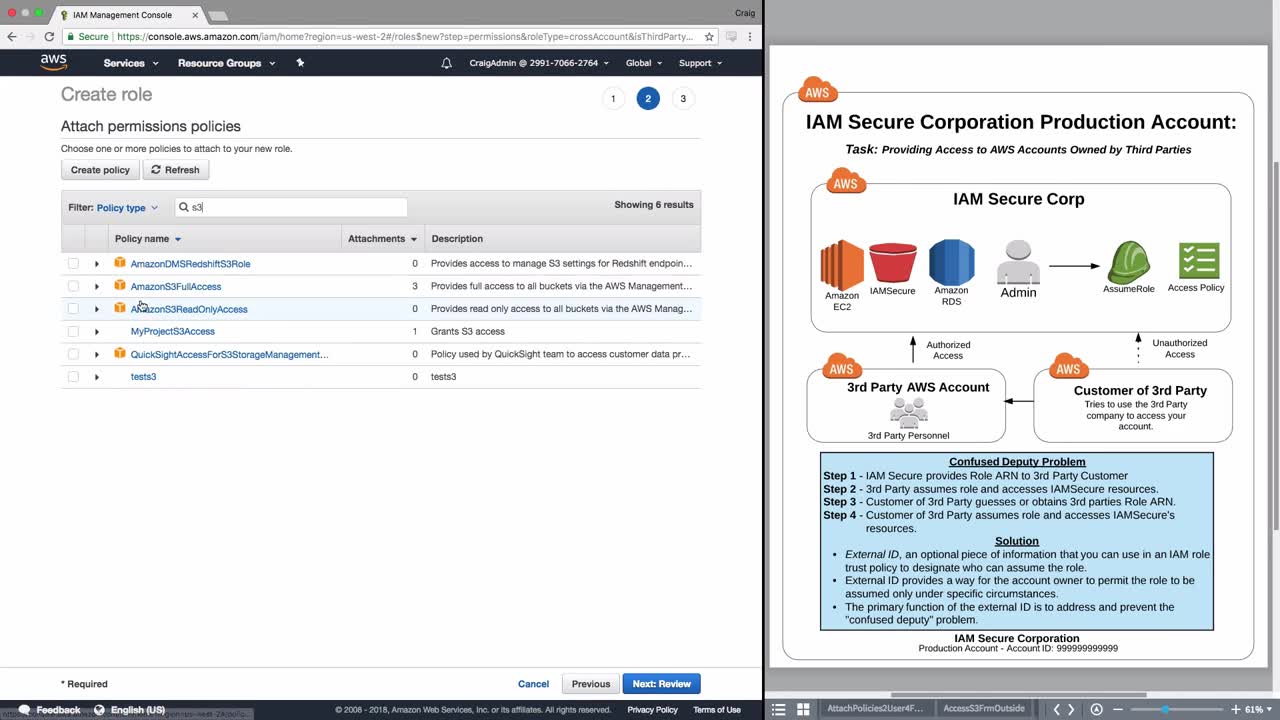 IAM Management Console
Craig
Secure
https://console.aws.amazon.com/iam/home?region=us-west-2#/roles$new?step=permissions&roleType=crossAccount&isThirdParty...
aws
Services
Resource Groups
CraigAdmin @ 2991-7066-2764
Global
Support
Create role
1
2
3
Attach permissions policies
Choose one or more policies to attach to your new role.
Create policy
Refresh
Filter: Policy type
s3
Showing 6 results
Policy name
Attachments
Description
AmazonDMSRedshiftS3Role 0 Provides access to manage S3 settings for Redshift endpoin...
AmazonS3FullAccess 3 Provides full access to all buckets via the AWS Management...
AmazonS3ReadOnlyAccess 0 Provides read only access to all buckets via the AWS Manag...
MyProjectS3Access 1 Grants S3 access
QuickSightAccessForS3StorageManagement... 0 Policy used by QuickSight team to access customer data pr...
tests3 0 tests3
* Required
Cancel
Previous
Next: Review
Feedback
English (US)
© 2008 - 2018, Amazon Web Services, Inc. or its affiliates. All rights reserved.
Privacy Policy
Terms of Use
AWS
IAM Secure Corporation Production Account:
Task: Providing Access to AWS Accounts Owned by Third Parties
AWS
IAM Secure Corp
Amazon
EC2
IAMSecure
Amazon
RDS
Admin
AssumeRole
Access Policy
Authorized
Access
Unauthorized
Access
AWS
3rd Party AWS Account
3rd Party Personnel
AWS
Customer of 3rd Party
Tries to use the 3rd Party
company to access your
account.
Confused Deputy Problem
Step 1 - IAM Secure provides Role ARN to 3rd Party Customer
Step 2 - 3rd Party assumes role and accesses IAMSecure resources.
Step 3 - Customer of 3rd Party guesses or obtains 3rd parties Role ARN.
Step 4 - Customer of 3rd Party assumes role and accesses IAMSecure's
resources.
Solution
• External ID, an optional piece of information that you can use in an IAM role
trust policy to designate who can assume the role.
• External ID provides a way for the account owner to permit the role to be
assumed only under specific circumstances.
• The primary function of the external ID is to address and prevent the
"confused deputy" problem.
IAM Secure Corporation
Production Account - Account ID: 999999999999
AttachPolicies2User4F...
AccessS3FrmOutside
61%